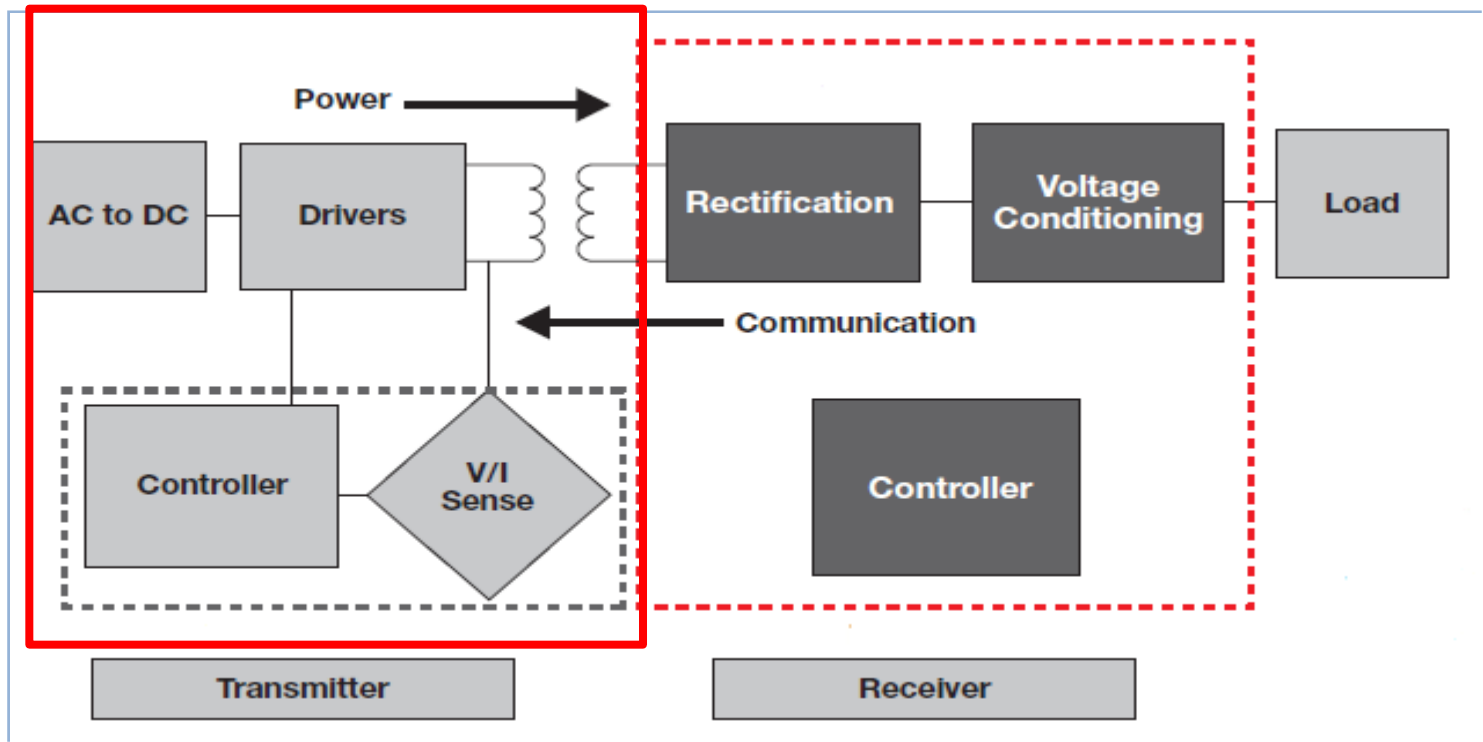 Power
AC to DC
Drivers
Rectification
Voltage
Conditioning
Load
Communication
Controller
V/I
Sense
Controller
Transmitter
Receiver